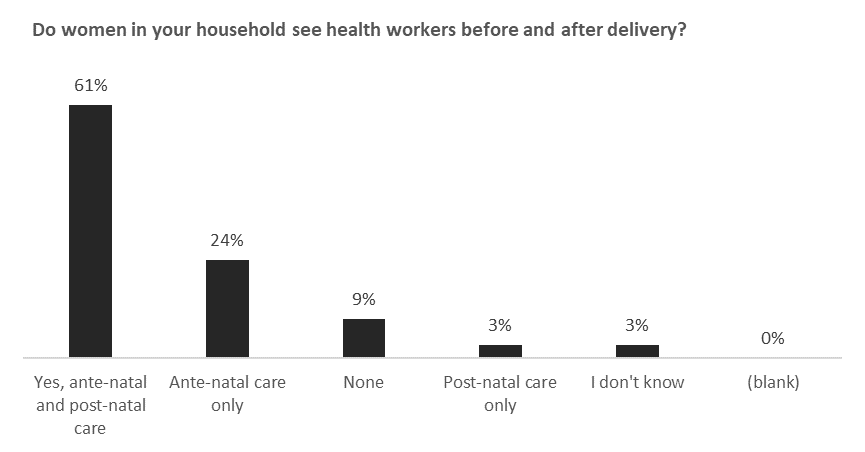 Do women in your household see health workers before and after delivery?
61%
24%
9%
3%
3%
0%
Yes, ante-natal
and post-natal
care
Ante-natal care
only
None
Post-natal care
only
I don't know
(blank)